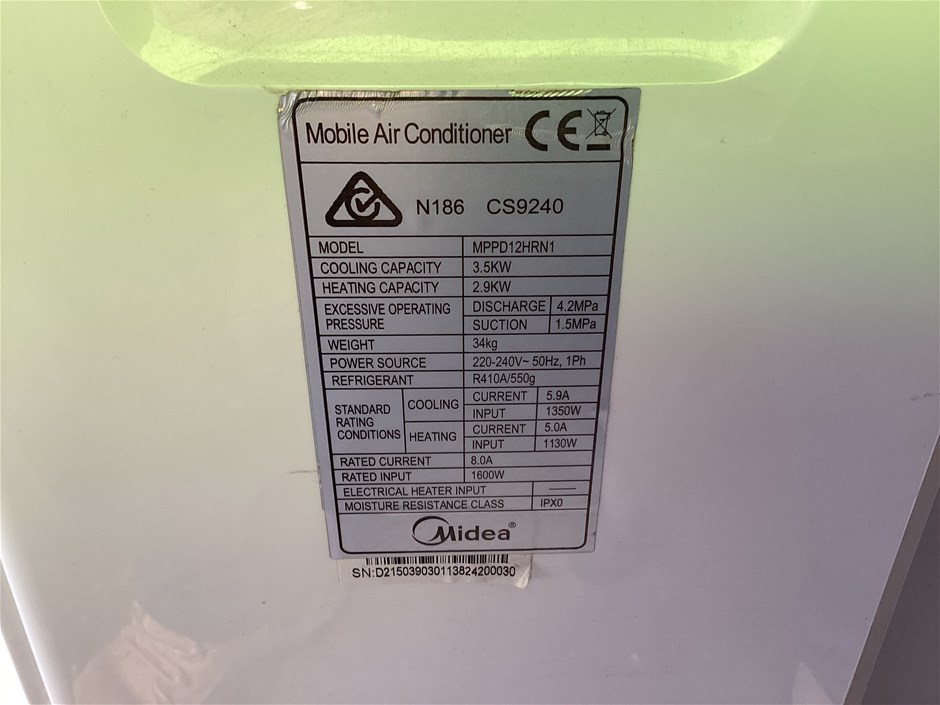 Mobile Air Conditioner CE
N186 CS9240
MODEL MPPD12HRN1
COOLING CAPACITY 3.5KW
HEATING CAPACITY 2.9KW
EXCESSIVE OPERATING PRESSURE DISCHARGE 4.2MPa
SUCTION 1.5MPa
WEIGHT 34kg
POWER SOURCE 220-240V~ 50Hz, 1Ph
REFRIGERANT R410A/550g
STANDARD RATING CONDITIONS COOLING CURRENT 5.9A
INPUT 1350W
HEATING CURRENT 5.0A
INPUT 1130W
RATED CURRENT 8.0A
RATED INPUT 1600W
ELECTRICAL HEATER INPUT ——
MOISTURE RESISTANCE CLASS IPX0
Midea®
SN:D215039030113824200030